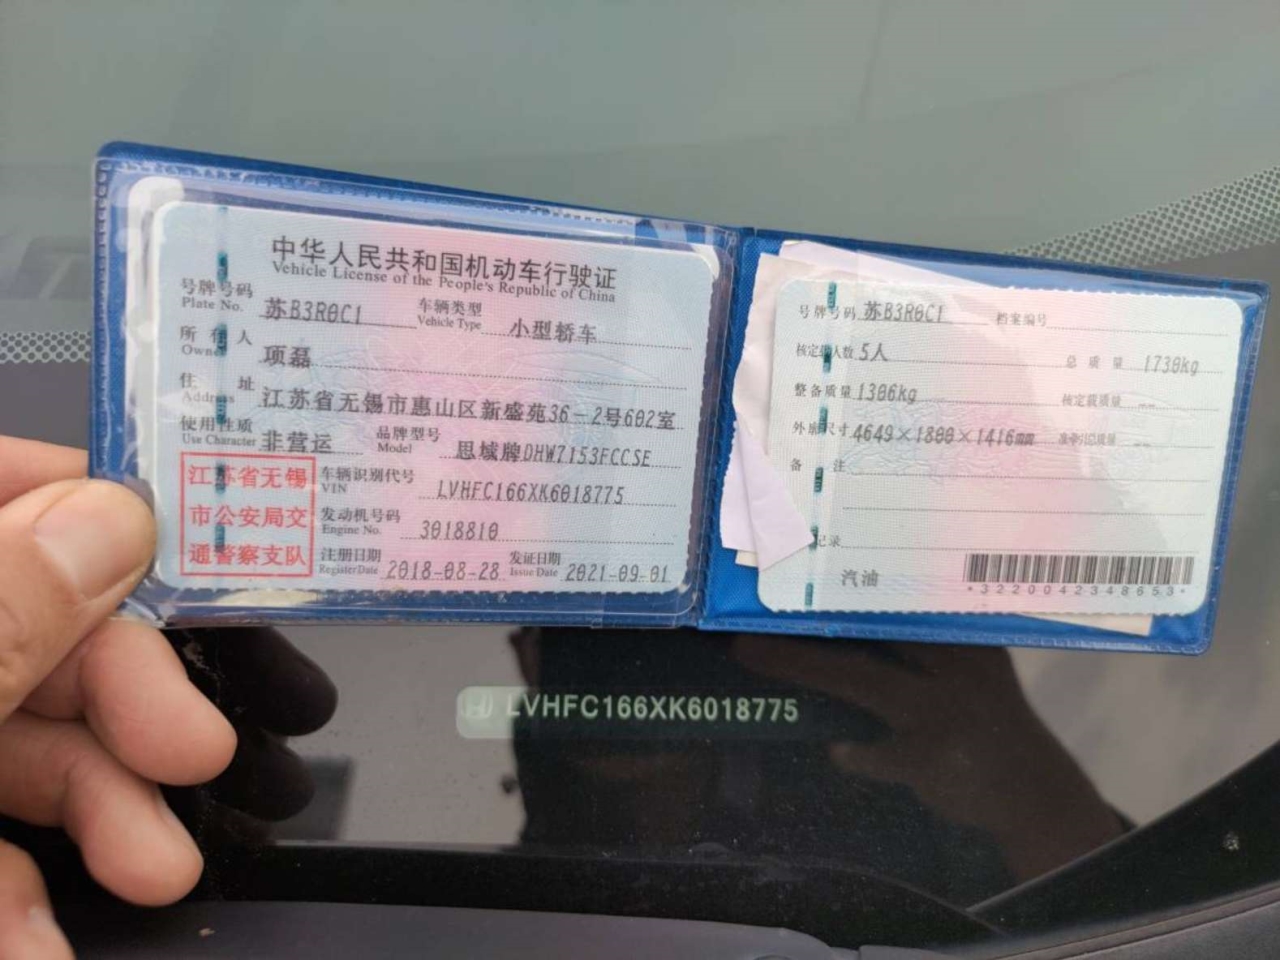 中华人民共和国机动车行驶证
Vehicle License of the People's Republic of China
号牌号码 苏B3R0C1 车辆类型 小型轿车
Plate No. Vehicle Type
所有人 项磊
Owner
住址 江苏省无锡市惠山区新盛苑36-2号602室
Address
使用性质 非营运 品牌型号 思域牌DHW7153FCCSE
Use Character Model
江苏省无锡
市公安局交
通警察支队
车辆识别代号 LVHFC166XK6018775
VIN
发动机号码 3018810
Engine No.
注册日期 2018-08-28 发证日期 2021-09-01
Register Date Issue Date
号牌号码 苏B3R0C1 档案编号
核定载人数 5人 总质量 1730kg
整备质量 1306kg 核定载质量 --
外廓尺寸 4649×1800×1416mm 准牵引总质量 --
备注
记录
汽油
*3220042348653*
LVHFC166XK6018775